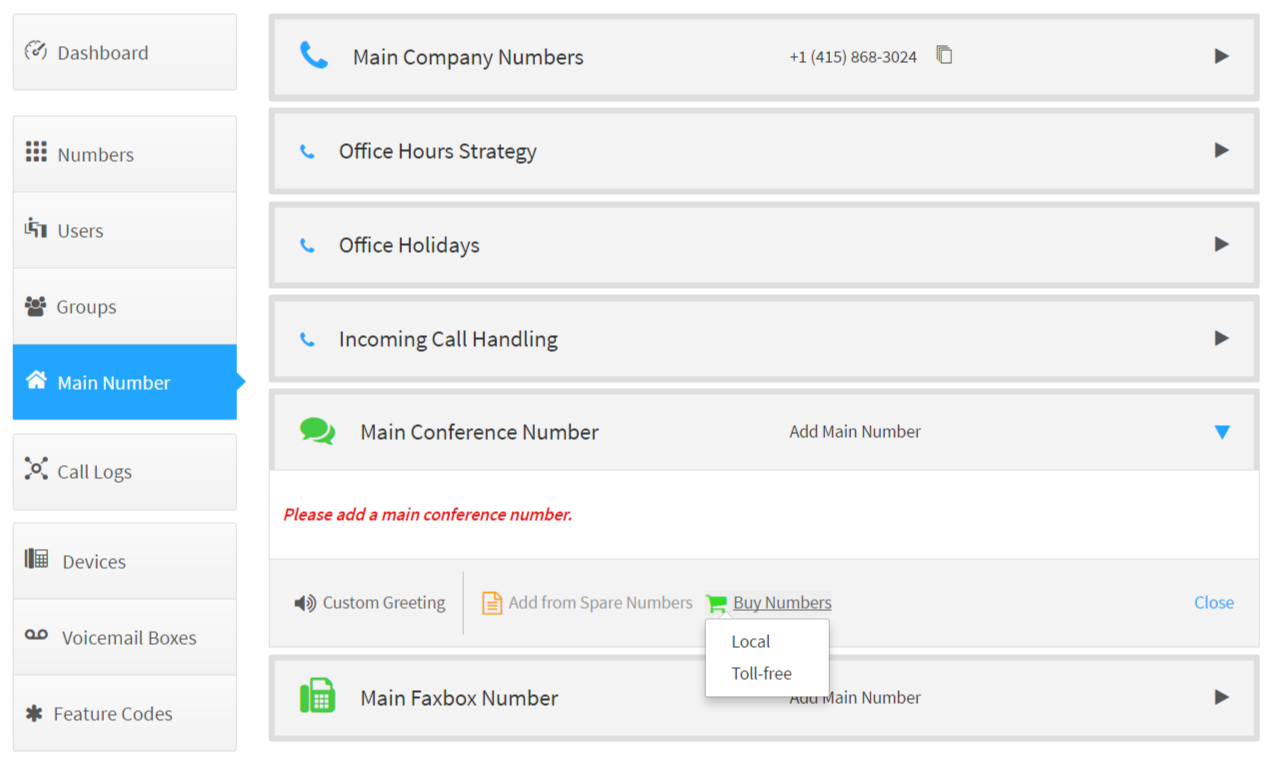 Dashboard
Numbers
Users
Groups
Main Number
Call Logs
Devices
Voicemail Boxes
Feature Codes
Main Company Numbers +1 (415) 868-3024
Office Hours Strategy
Office Holidays
Incoming Call Handling
Main Conference Number Add Main Number
Please add a main conference number.
Custom Greeting Add from Spare Numbers Buy Numbers Close
Local
Toll-free
Main Faxbox Number Add Main Number